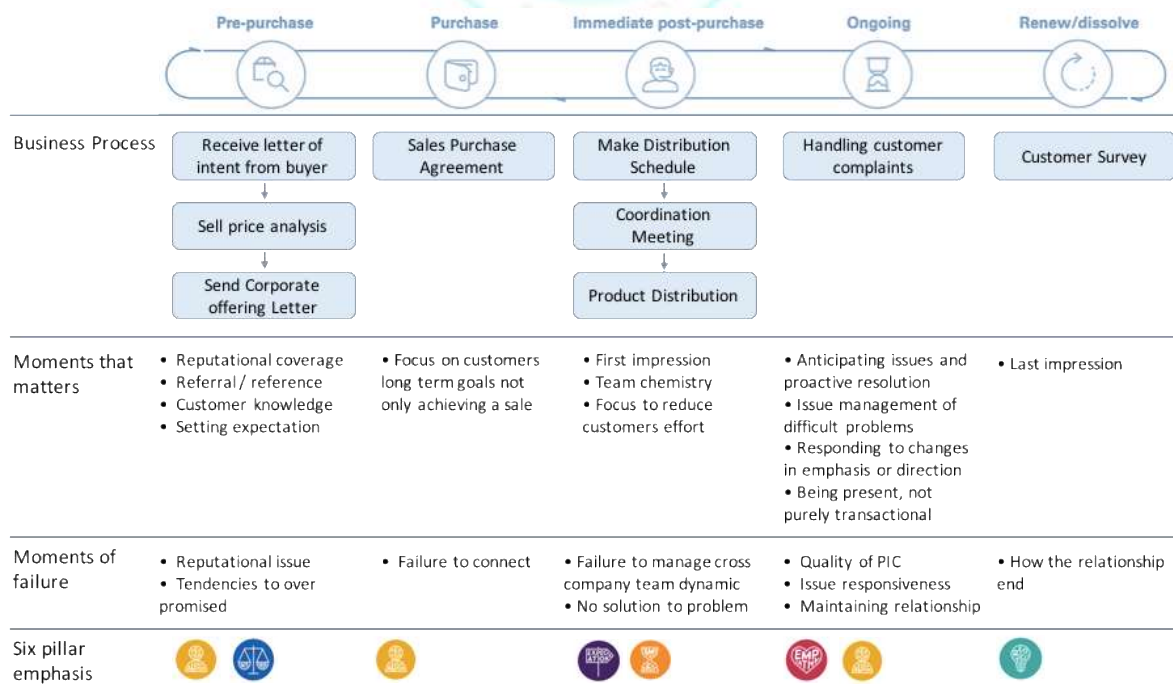 Pre-purchase
Purchase
Immediate post-purchase
Ongoing
Renew/dissolve
Business Process
Receive letter of
intent from buyer
Sell price analysis
Send Corporate
offering Letter
Sales Purchase
Agreement
Make Distribution
Schedule
Coordination
Meeting
Product Distribution
Handling customer
complaints
Customer Survey
Moments that
matters
• Reputational coverage
• Referral / reference
• Customer knowledge
• Setting expectation
• Focus on customers
long term goals not
only achieving a sale
• First impression
• Team chemistry
• Focus to reduce
customers effort
• Anticipating issues and
proactive resolution
• Issue management of
difficult problems
• Responding to changes
in emphasis or direction
• Being present, not
purely transactional
• Last impression
Moments of
failure
• Reputational issue
• Tendencies to over
promised
• Failure to connect
• Failure to manage cross
company team dynamic
• No solution to problem
• Quality of PIC
• Issue responsiveness
• Maintaining relationship
• How the relationship
end
Six pillar
emphasis
EMP